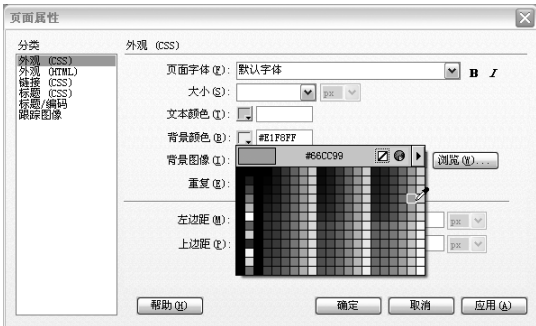 页面属性
分类
外观 (CSS)
外观 (HTML)
链接 (CSS)
标题 (CSS)
标题/编码
跟踪图像
外观 (CSS)
页面字体(F): 默认字体 B I
大小(S): px
文本颜色(T):
背景颜色(B): #E1F8FF
#66CC99
背景图像(I): 浏览(W)...
重复(E):
左边距(M): px
上边距(P): px
帮助(H) 确定 取消 应用(A)